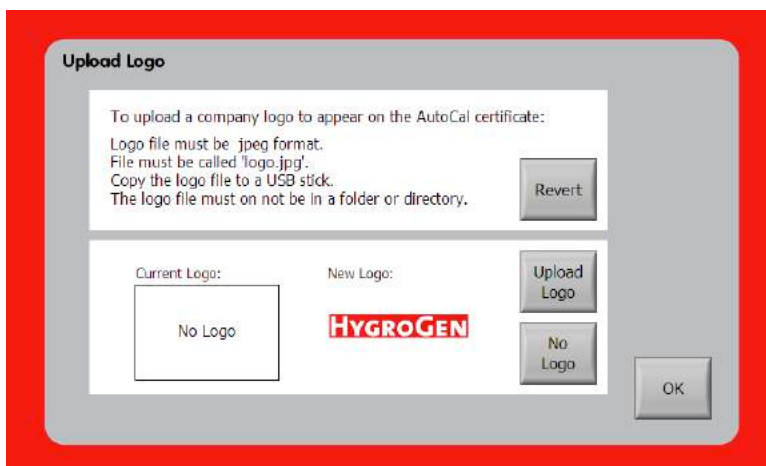 Upload Logo
To upload a company logo to appear on the AutoCal certificate:
Logo file must be jpeg format.
File must be called 'logo.jpg'.
Copy the logo file to a USB stick.
The logo file must on not be in a folder or directory.
Revert
Current Logo:
New Logo:
Upload
Logo
No Logo
HYGROGEN
No
Logo
OK